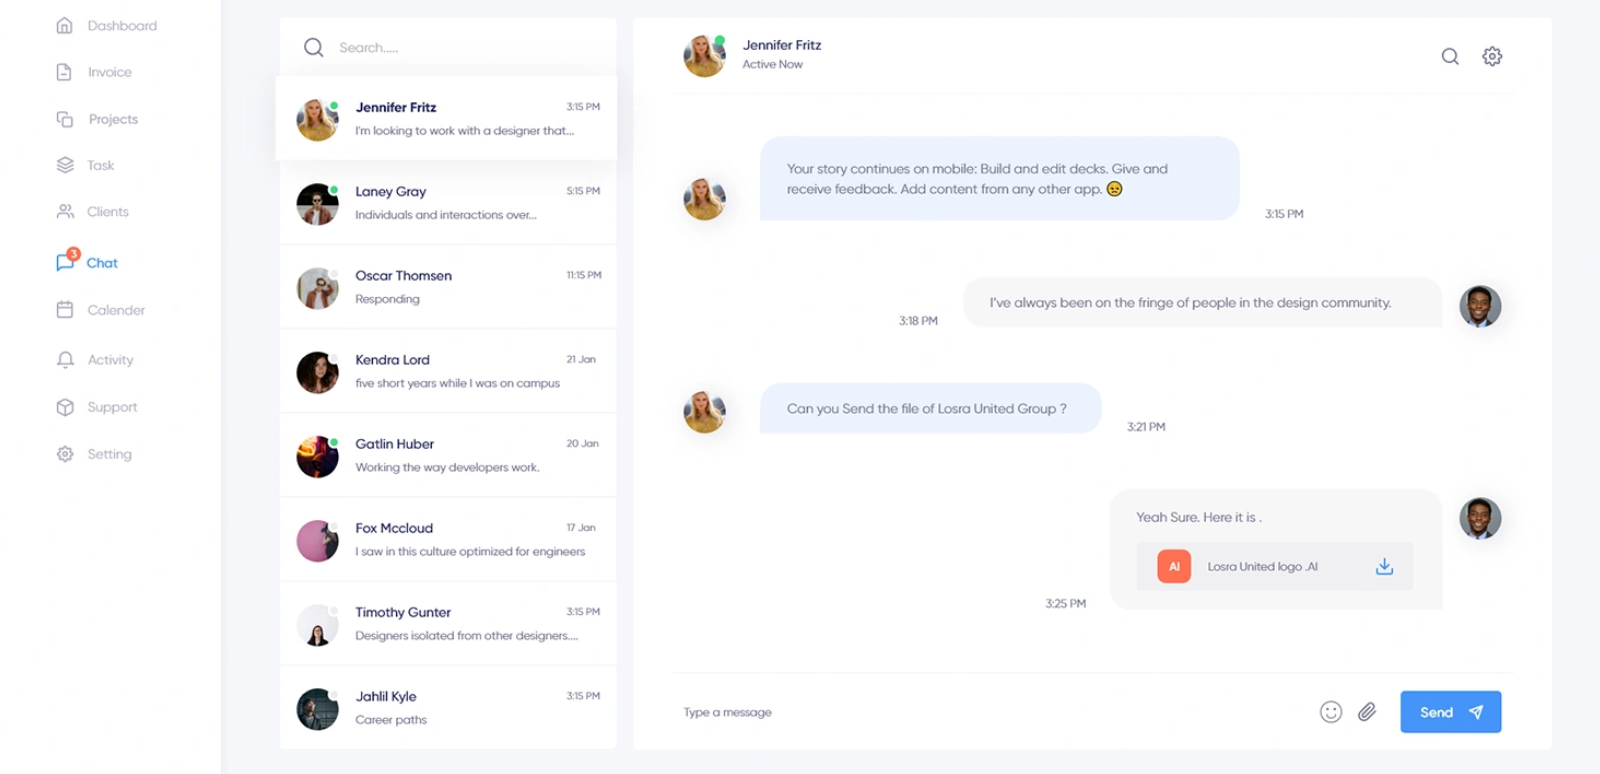 Dashboard
Invoice
Projects
Task
Clients
3
Chat
Calender
Activity
Support
Setting
Search.....
Jennifer Fritz
3:15 PM
I'm looking to work with a designer that...
Laney Gray
5:15 PM
Individuals and interactions over...
Oscar Thomsen
11:15 PM
Responding
Kendra Lord
21 Jan
five short years while I was on campus
Gatlin Huber
20 Jan
Working the way developers work.
Fox Mccloud
17 Jan
I saw in this culture optimized for engineers
Timothy Gunter
3:15 PM
Designers isolated from other designers....
Jahlil Kyle
3:15 PM
Career paths
Jennifer Fritz
Active Now
Your story continues on mobile: Build and edit decks. Give and
receive feedback. Add content from any other app. 😠
3:15 PM
I've always been on the fringe of people in the design community.
3:18 PM
Can you Send the file of Losra United Group ?
3:21 PM
Yeah Sure. Here it is .
AI
Losra United logo .AI
3:25 PM
Type a message
Send